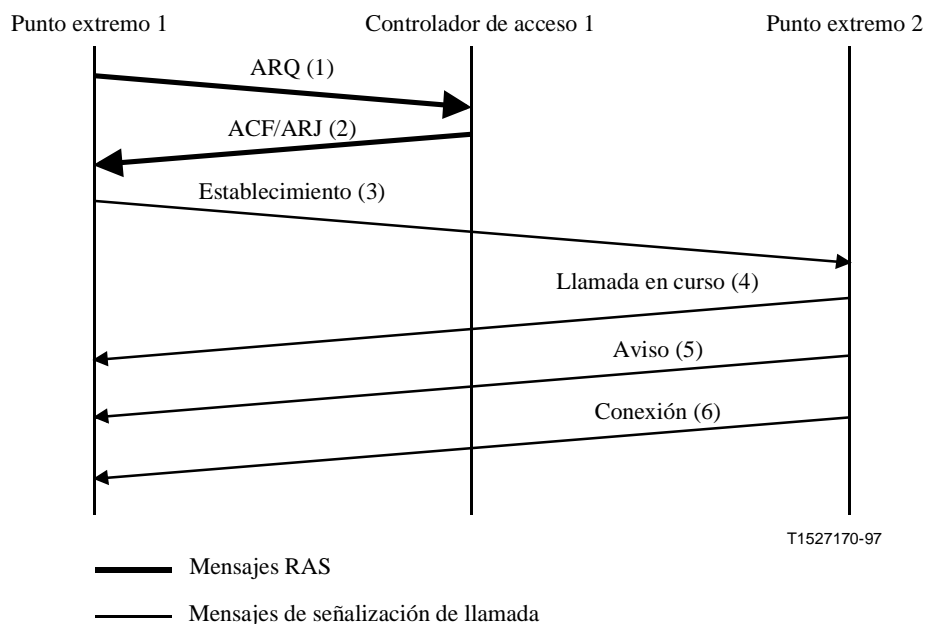 Punto extremo 1
Controlador de acceso 1
Punto extremo 2
ARQ (1)
ACF/ARJ (2)
Establecimiento (3)
Llamada en curso (4)
Aviso (5)
Conexión (6)
T1527170-97
Mensajes RAS
Mensajes de señalización de llamada